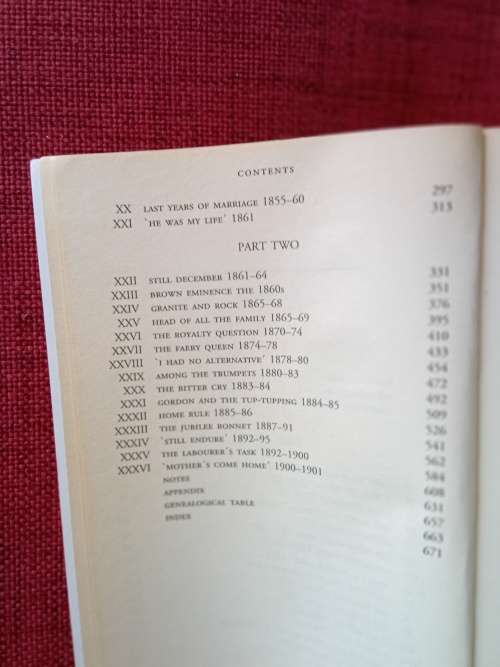 CONTENTS
XX LAST YEARS OF MARRIAGE 1855–60 297
XXI 'HE WAS MY LIFE' 1861 313
PART TWO
XXII STILL DECEMBER 1861–64 331
XXIII BROWN EMINENCE THE 1860s 351
XXIV GRANITE AND ROCK 1865–68 376
XXV HEAD OF ALL THE FAMILY 1865–69 395
XXVI THE ROYALTY QUESTION 1870–74 410
XXVII THE FAERY QUEEN 1874–78 433
XXVIII 'I HAD NO ALTERNATIVE' 1878–80 454
XXIX AMONG THE TRUMPETS 1880–83 472
XXX THE BITTER CRY 1883–84 492
XXXI GORDON AND THE TUP-TUPPING 1884–85 509
XXXII HOME RULE 1885–86 526
XXXIII THE JUBILEE BONNET 1887–91 541
XXXIV 'STILL ENDURE' 1892–95 562
XXXV THE LABOURER'S TASK 1892–1900 584
XXXVI 'MOTHER'S COME HOME' 1900–1901 608
NOTES 631
APPENDIX 657
GENEALOGICAL TABLE 663
INDEX 671